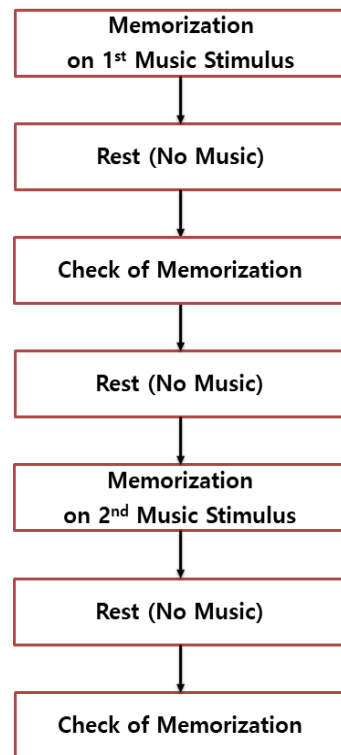 Memorization
on 1st Music Stimulus
Rest (No Music)
Check of Memorization
Rest (No Music)
Memorization
on 2nd Music Stimulus
Rest (No Music)
Check of Memorization